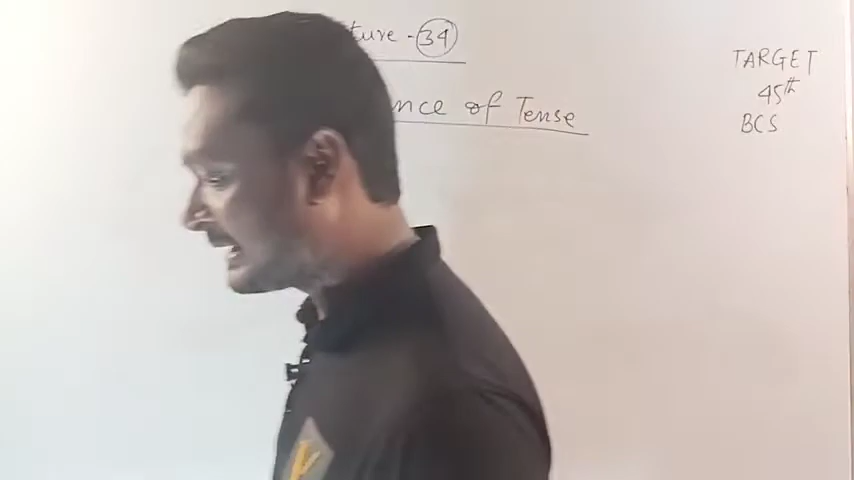 ture - 34
nce of Tense
TARGET
45th
BCS